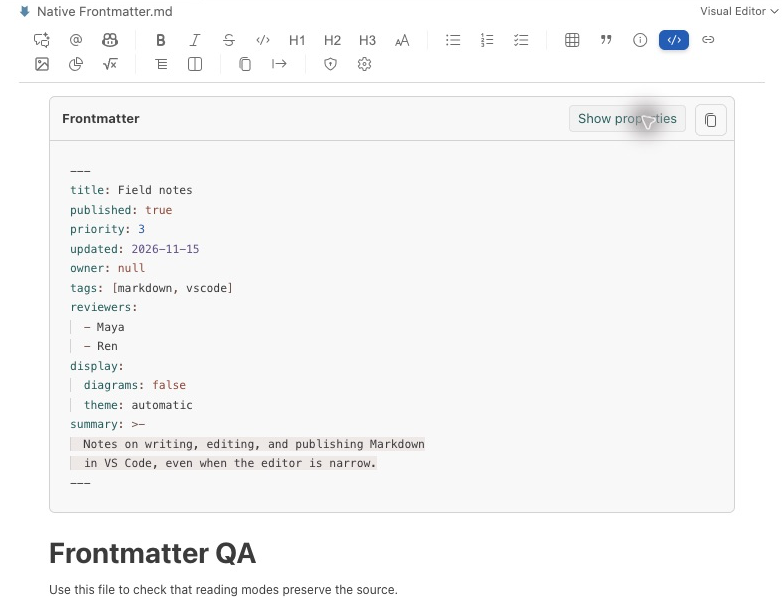 Native Frontmatter.md
Visual Editor
@ B I S </> H1 H2 H3 AA
</>
√x
Frontmatter
Show properties
---
title: Field notes
published: true
priority: 3
updated: 2026-11-15
owner: null
tags: [markdown, vscode]
reviewers:
- Maya
- Ren
display:
diagrams: false
theme: automatic
summary: >-
Notes on writing, editing, and publishing Markdown
in VS Code, even when the editor is narrow.
---
Frontmatter QA
Use this file to check that reading modes preserve the source.